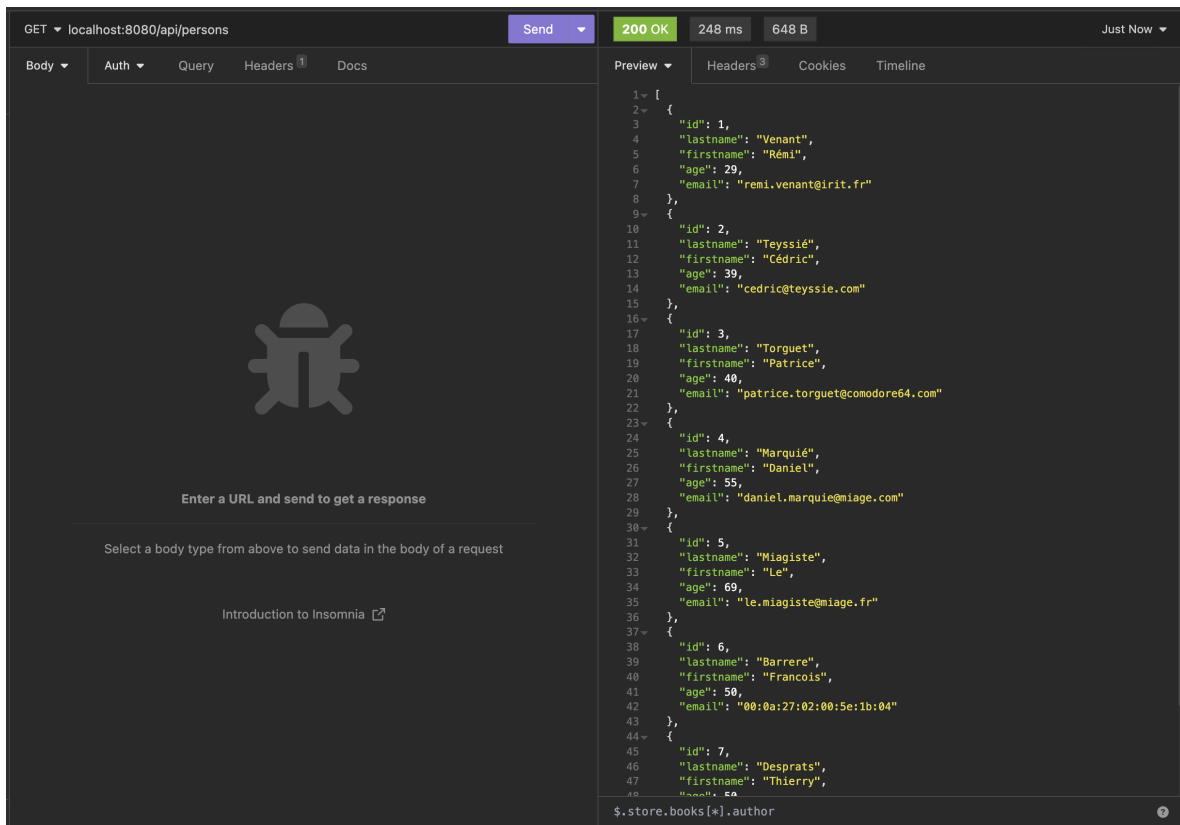 GET localhost:8080/api/persons
Send
200 OK 248 ms 648 B
Just Now
Body Auth Query Headers 1 Docs
Preview Headers 3 Cookies Timeline
Enter a URL and send to get a response
Select a body type from above to send data in the body of a request
Introduction to Insomnia
1 [
2 {
3 "id": 1,
4 "lastname": "Venant",
5 "firstname": "Rémi",
6 "age": 29,
7 "email": "remi.venant@irit.fr"
8 },
9 {
10 "id": 2,
11 "lastname": "Teyssié",
12 "firstname": "Cédric",
13 "age": 39,
14 "email": "cedric@teyssie.com"
15 },
16 {
17 "id": 3,
18 "lastname": "Torguet",
19 "firstname": "Patrice",
20 "age": 40,
21 "email": "patrice.torguet@comodore64.com"
22 },
23 {
24 "id": 4,
25 "lastname": "Marquié",
26 "firstname": "Daniel",
27 "age": 55,
28 "email": "daniel.marquie@miage.com"
29 },
30 {
31 "id": 5,
32 "lastname": "Miagiste",
33 "firstname": "Le",
34 "age": 69,
35 "email": "le.miagiste@miage.fr"
36 },
37 {
38 "id": 6,
39 "lastname": "Barrere",
40 "firstname": "Francois",
41 "age": 50,
42 "email": "00:0a:27:02:00:5e:1b:04"
43 },
44 {
45 "id": 7,
46 "lastname": "Desprats",
47 "firstname": "Thierry",
48 "age": 50
$.store.books[*].author